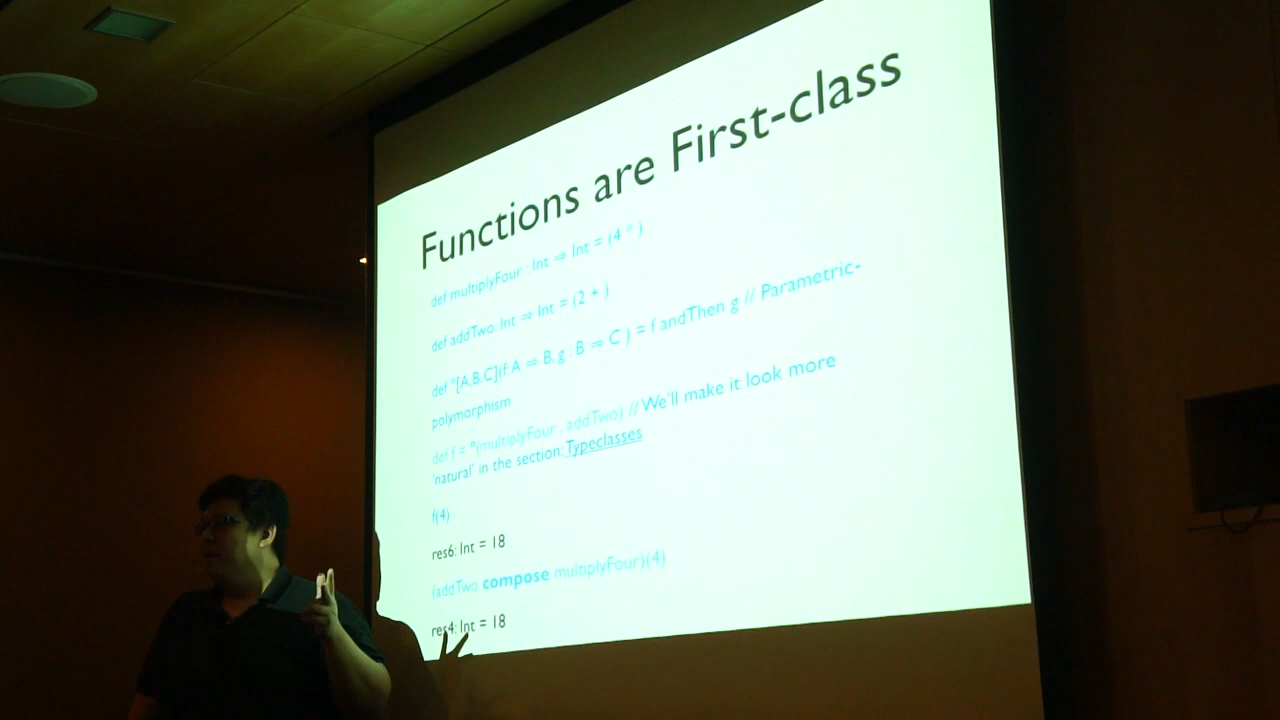 Functions are First-class
def multiplyFour : Int ⇒ Int = (4 * )
def addTwo: Int ⇒ Int = (2 + )
def °[A,B,C](f: A ⇒ B, g : B ⇒ C ) = f andThen g // Parametric-
polymorphism
def f = °(multiplyFour , addTwo) // We'll make it look more
'natural' in the section: Typeclasses
f(4)
res6: Int = 18
(addTwo compose multiplyFour)(4)
res4: Int = 18